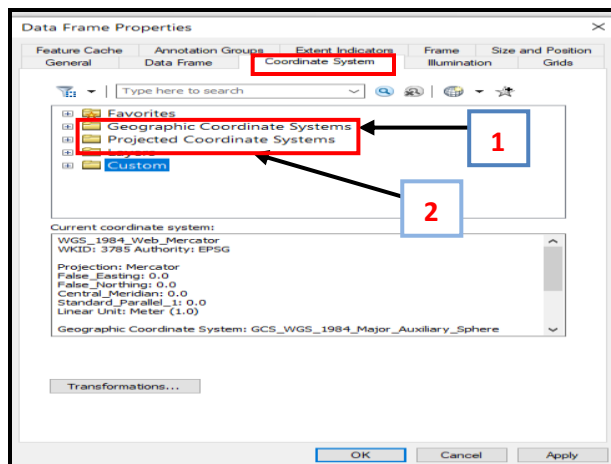 Data Frame Properties
Feature Cache Annotation Groups Extent Indicators Frame Size and Position
General Data Frame Coordinate System Illumination Grids
Type here to search
Favorites
Geographic Coordinate Systems
Projected Coordinate Systems
Layers
Custom
1
2
Current coordinate system:
WGS_1984_Web_Mercator
WKID: 3785 Authority: EPSG
Projection: Mercator
False_Easting: 0.0
False_Northing: 0.0
Central_Meridian: 0.0
Standard_Parallel_1: 0.0
Linear Unit: Meter (1.0)
Geographic Coordinate System: GCS_WGS_1984_Major_Auxiliary_Sphere
Transformations...
OK Cancel Apply